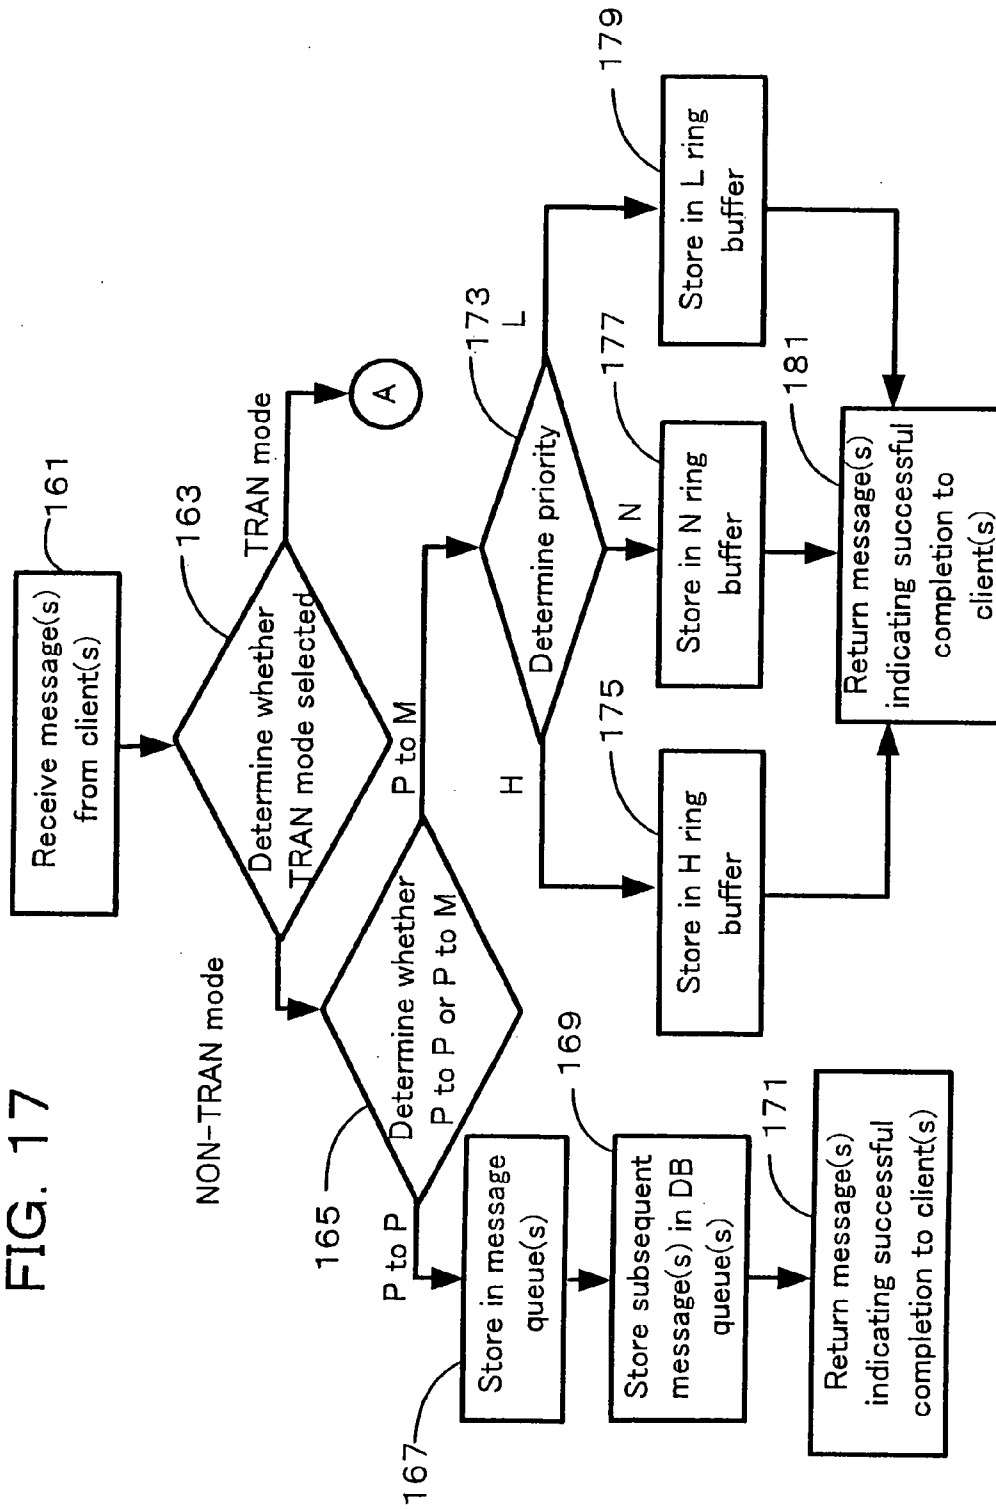 FIG. 17
Receive message(s)
from client(s)
161
Determine whether
TRAN mode selected
163
NON-TRAN mode
TRAN mode
A
Determine whether
P to P or P to M
165
P to P
P to M
Store in message
queue(s)
167
Store subsequent
message(s) in DB
queue(s)
169
Return message(s)
indicating successful
completion to client(s)
171
Determine priority
173
H
N
L
Store in H ring
buffer
175
Store in N ring
buffer
177
Store in L ring
buffer
179
Return message(s)
indicating successful
completion to
client(s)
181